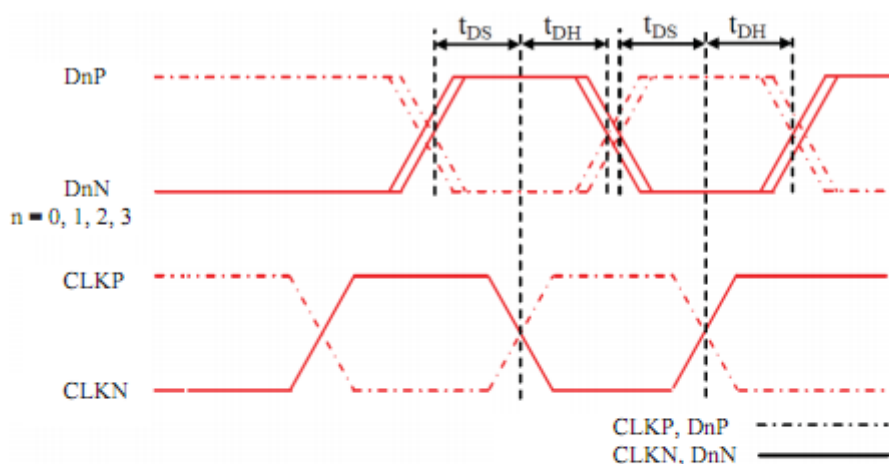 tDS tDH tDS tDH
DnP
DnN
n = 0, 1, 2, 3
CLKP
CLKN
CLKP, DnP
CLKN, DnN